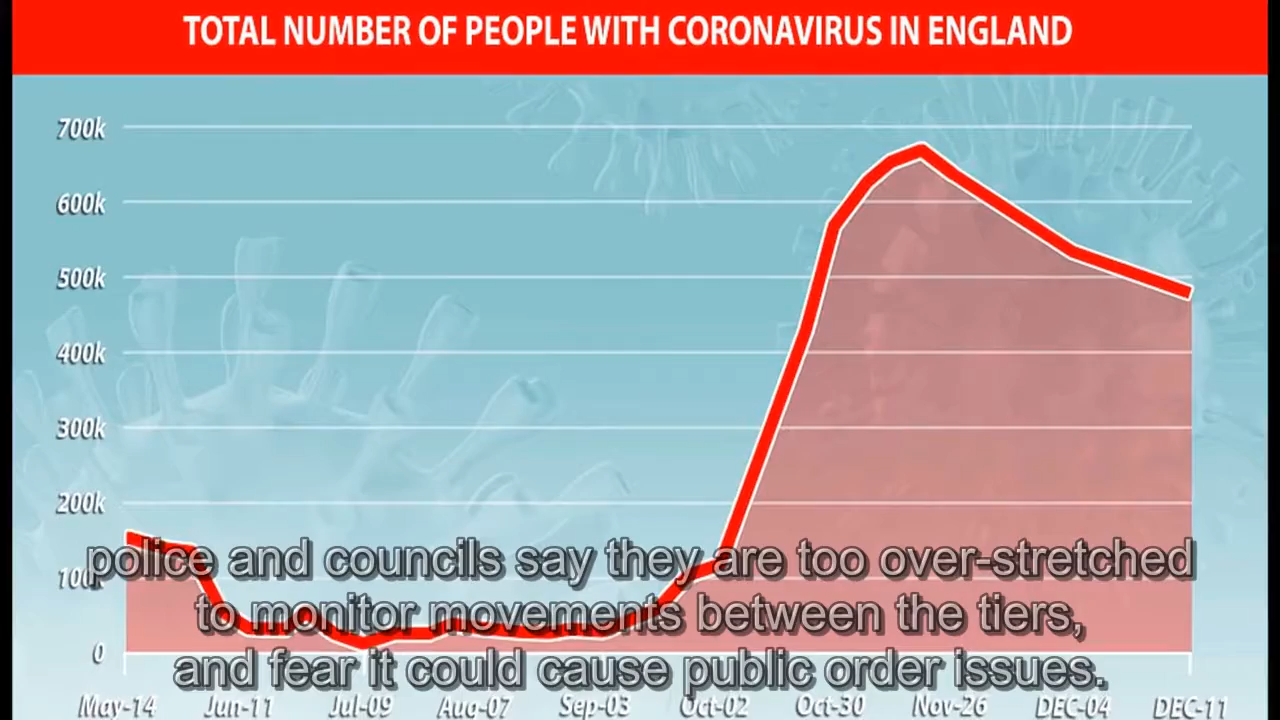 TOTAL NUMBER OF PEOPLE WITH CORONAVIRUS IN ENGLAND
700k
600k
500k
400k
300k
200k
100k
0
police and councils say they are too over-stretched
to monitor movements between the tiers,
and fear it could cause public order issues.
May-14 Jun-11 Jul-09 Aug-07 Sep-03 Oct-02 Oct-30 Nov-26 DEC-04 DEC-11